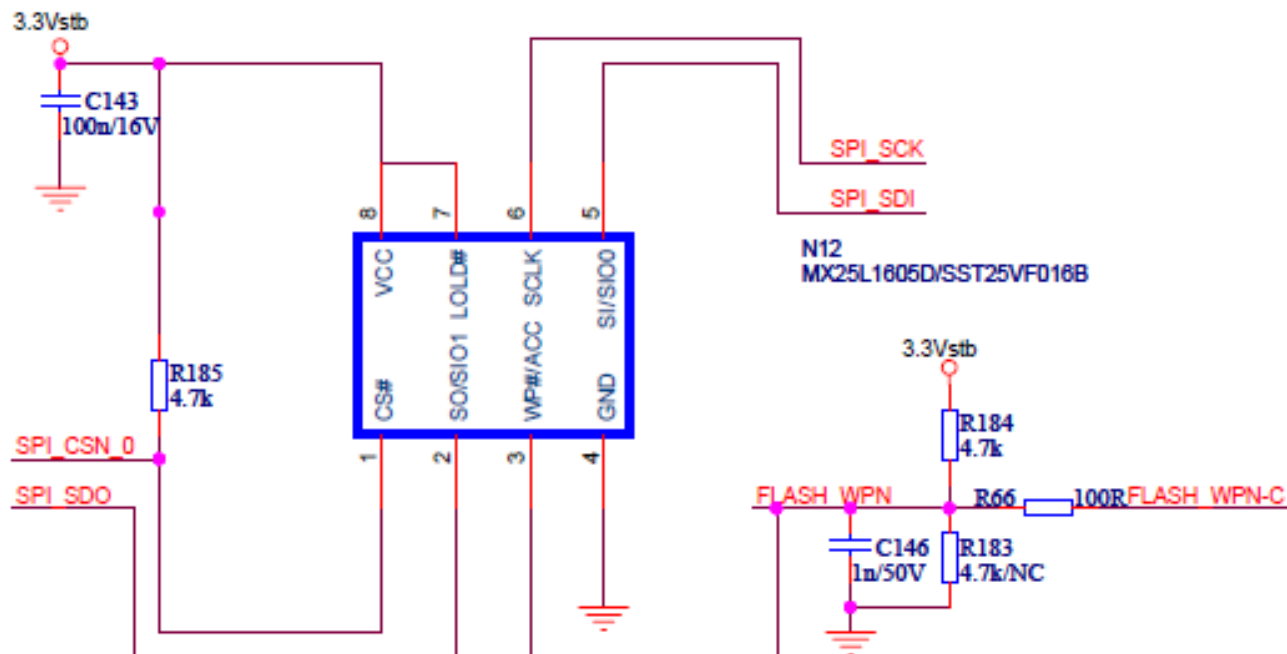 3.3Vstb
C143
100n/16V
SPI_SCK
SPI_SDI
8
7
6
5
N12
MX25L1605D/SST25VF016B
VCC
LOLD#
SCLK
SI/SIO0
CS#
SO/SIO1
WP#/ACC
GND
R185
4.7k
3.3Vstb
R184
4.7k
SPI_CSN_0
1
2
3
4
SPI_SDO
FLASH_WPN
R66
100R
FLASH_WPN-C
C146
1n/50V
R183
4.7k/NC